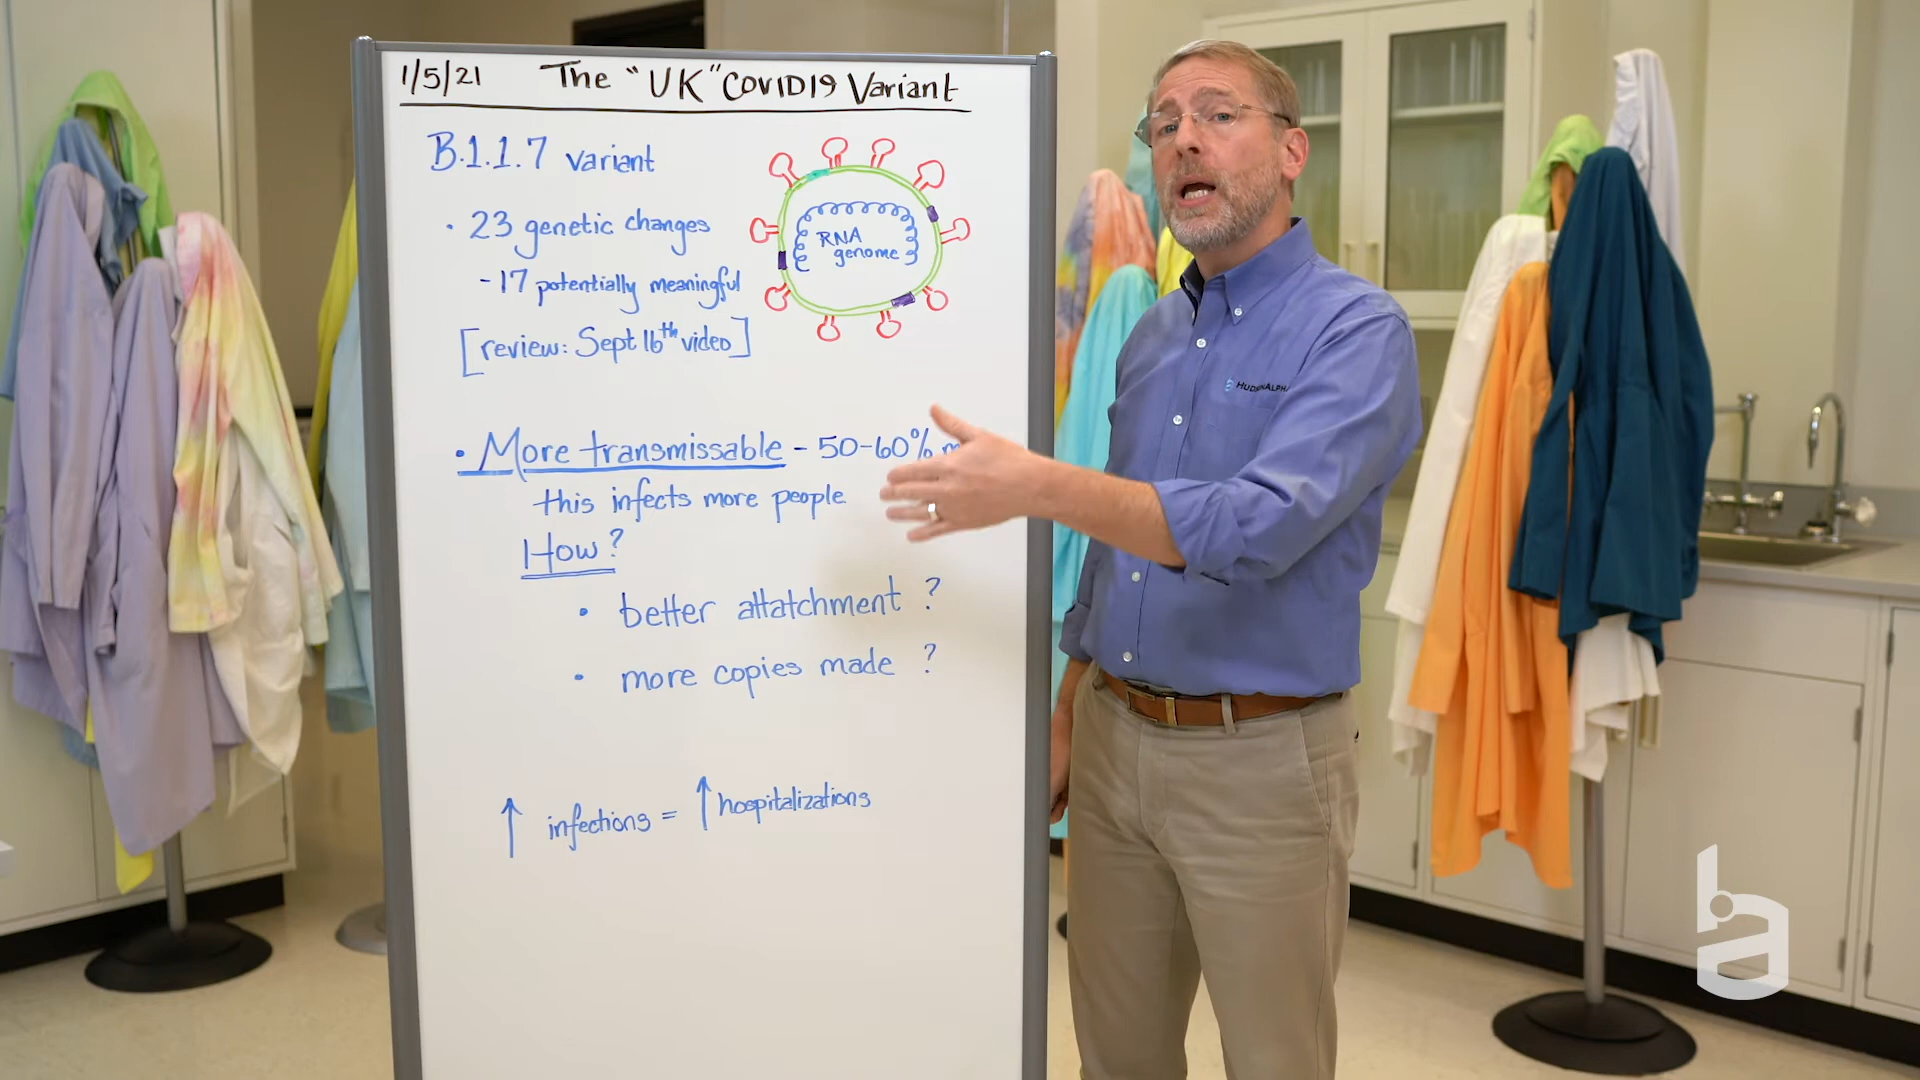 1/5/21 The "UK" COVID19 Variant
B.1.1.7 variant
• 23 genetic changes
- 17 potentially meaningful
[review: Sept 16th video]
RNA
genome
• More transmissable - 50-60%
this infects more people
How?
• better attatchment ?
• more copies made ?
↑ infections = ↑ hospitalizations
HudsonAlpha